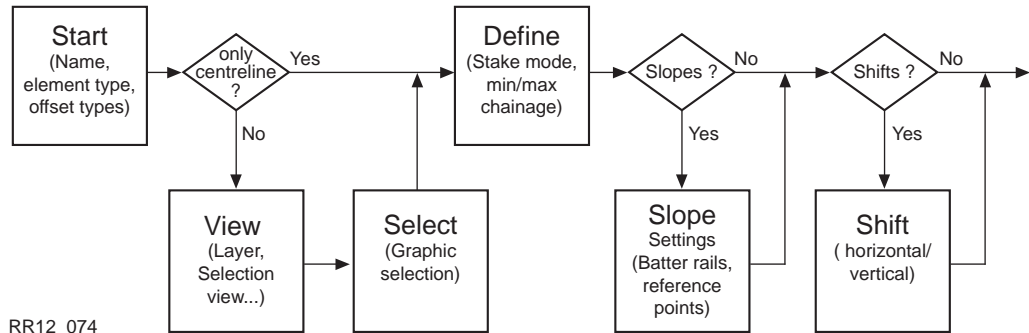 Start
(Name,
element type,
offset types)
only
centreline
?
Yes
No
Define
(Stake mode,
min/max
chainage)
Slopes ?
No
Yes
Shifts ?
No
Yes
View
(Layer,
Selection
view...)
Select
(Graphic
selection)
Slope
Settings
(Batter rails,
reference
points)
Shift
( horizontal/
vertical)
RR12_074